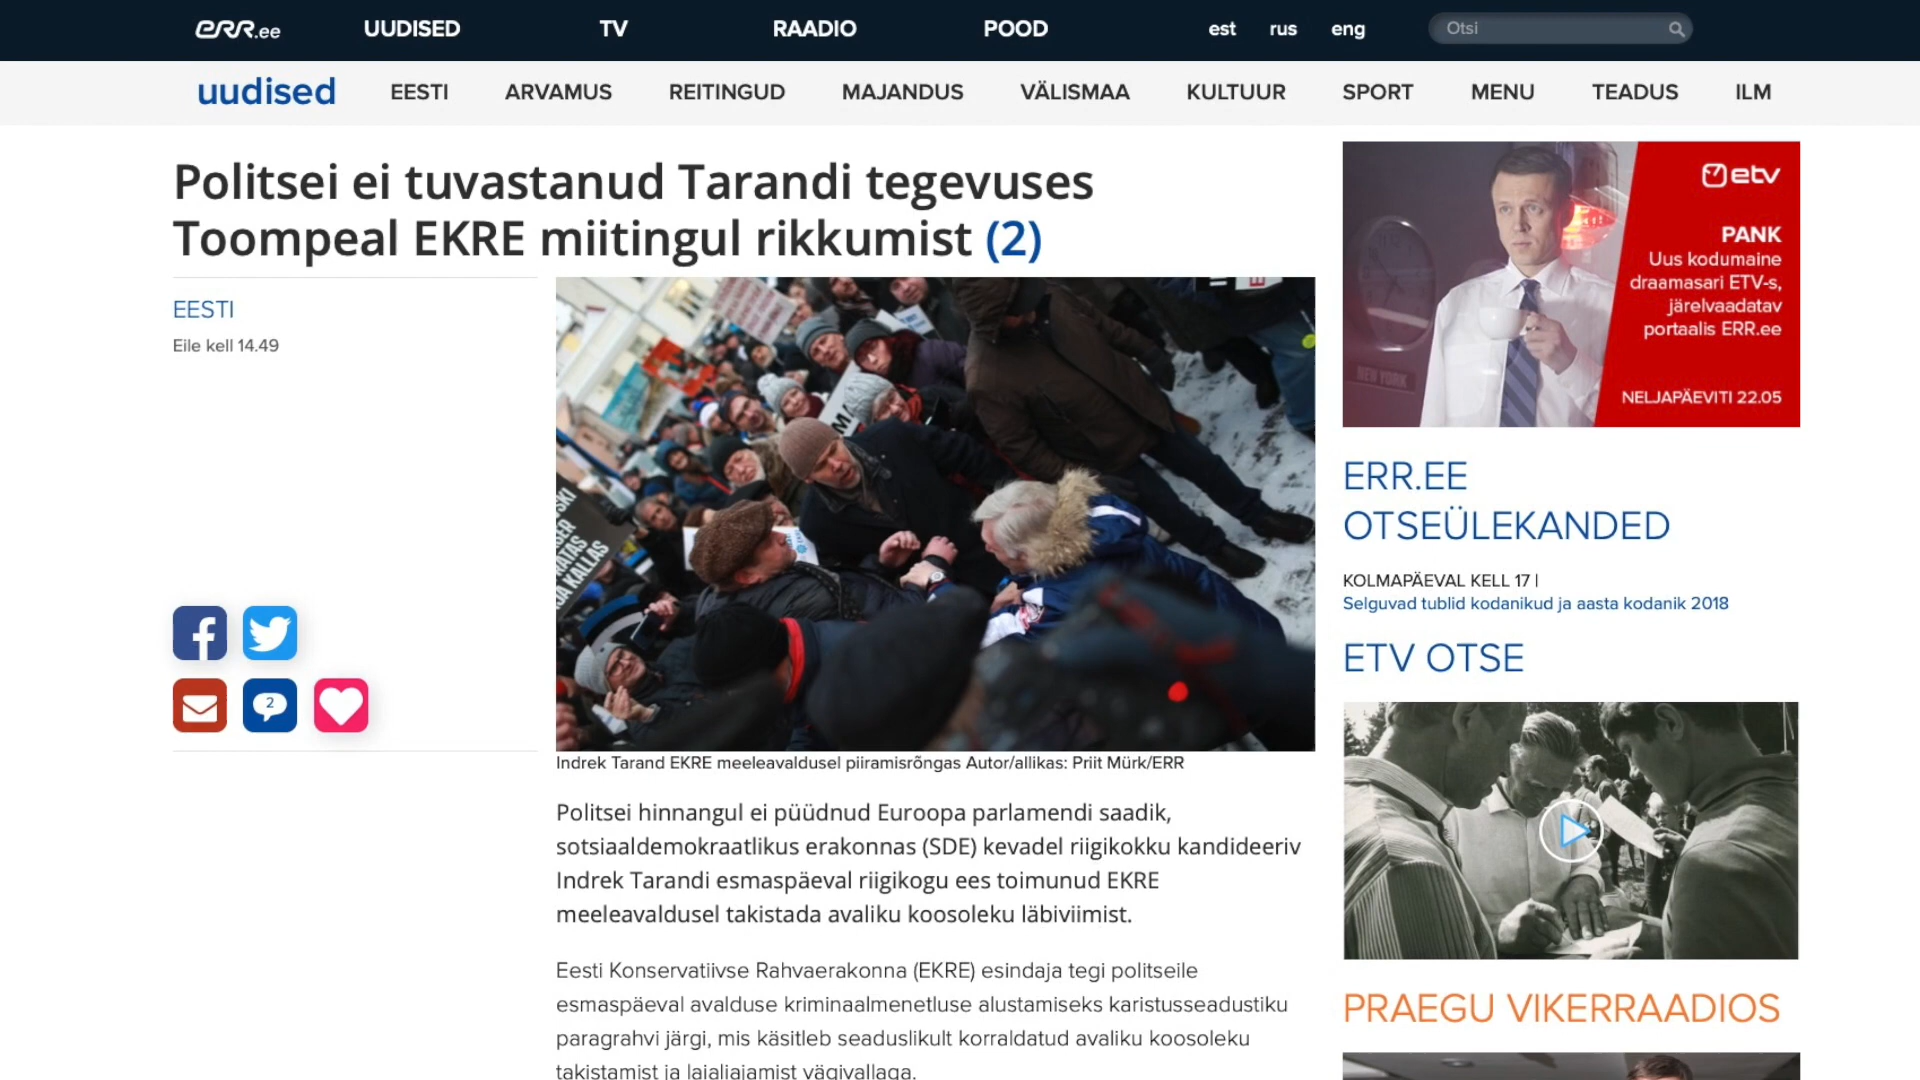 ERR.ee UUDISED TV RAADIO POOD est rus eng Otsi
uudised EESTI ARVAMUS REITINGUD MAJANDUS VÄLISMAA KULTUUR SPORT MENU TEADUS ILM
Politsei ei tuvastanud Tarandi tegevuses
Toompeal EKRE miitingul rikkumist (2)
EESTI
Eile kell 14.49
2
RATAS
JA KALLAS
Indrek Tarand EKRE meeleavaldusel piiramisrõngas Autor/allikas: Priit Mürk/ERR
Politsei hinnangul ei püüdnud Euroopa parlamendi saadik,
sotsiaaldemokraatlikus erakonnas (SDE) kevadel riigikokku kandideeriv
Indrek Tarandi esmaspäeval riigikogu ees toimunud EKRE
meeleavaldusel takistada avaliku koosoleku läbiviimist.
Eesti Konservatiivse Rahvaerakonna (EKRE) esindaja tegi politseile
esmaspäeval avalduse kriminaalmenetluse alustamiseks karistusseadustiku
paragrahvi järgi, mis käsitleb seaduslikult korraldatud avaliku koosoleku
takistamist ja laialiajamist vägivallaga.
etv
PANK
Uus kodumaine
draamasari ETV-s,
järelvaadatav
portaalis ERR.ee
NEW YORK
NELJAPÄEVITI 22.05
ERR.EE
OTSEÜLEKANDED
KOLMAPÄEVAL KELL 17 |
Selguvad tublid kodanikud ja aasta kodanik 2018
ETV OTSE
PRAEGU VIKERRAADIOS